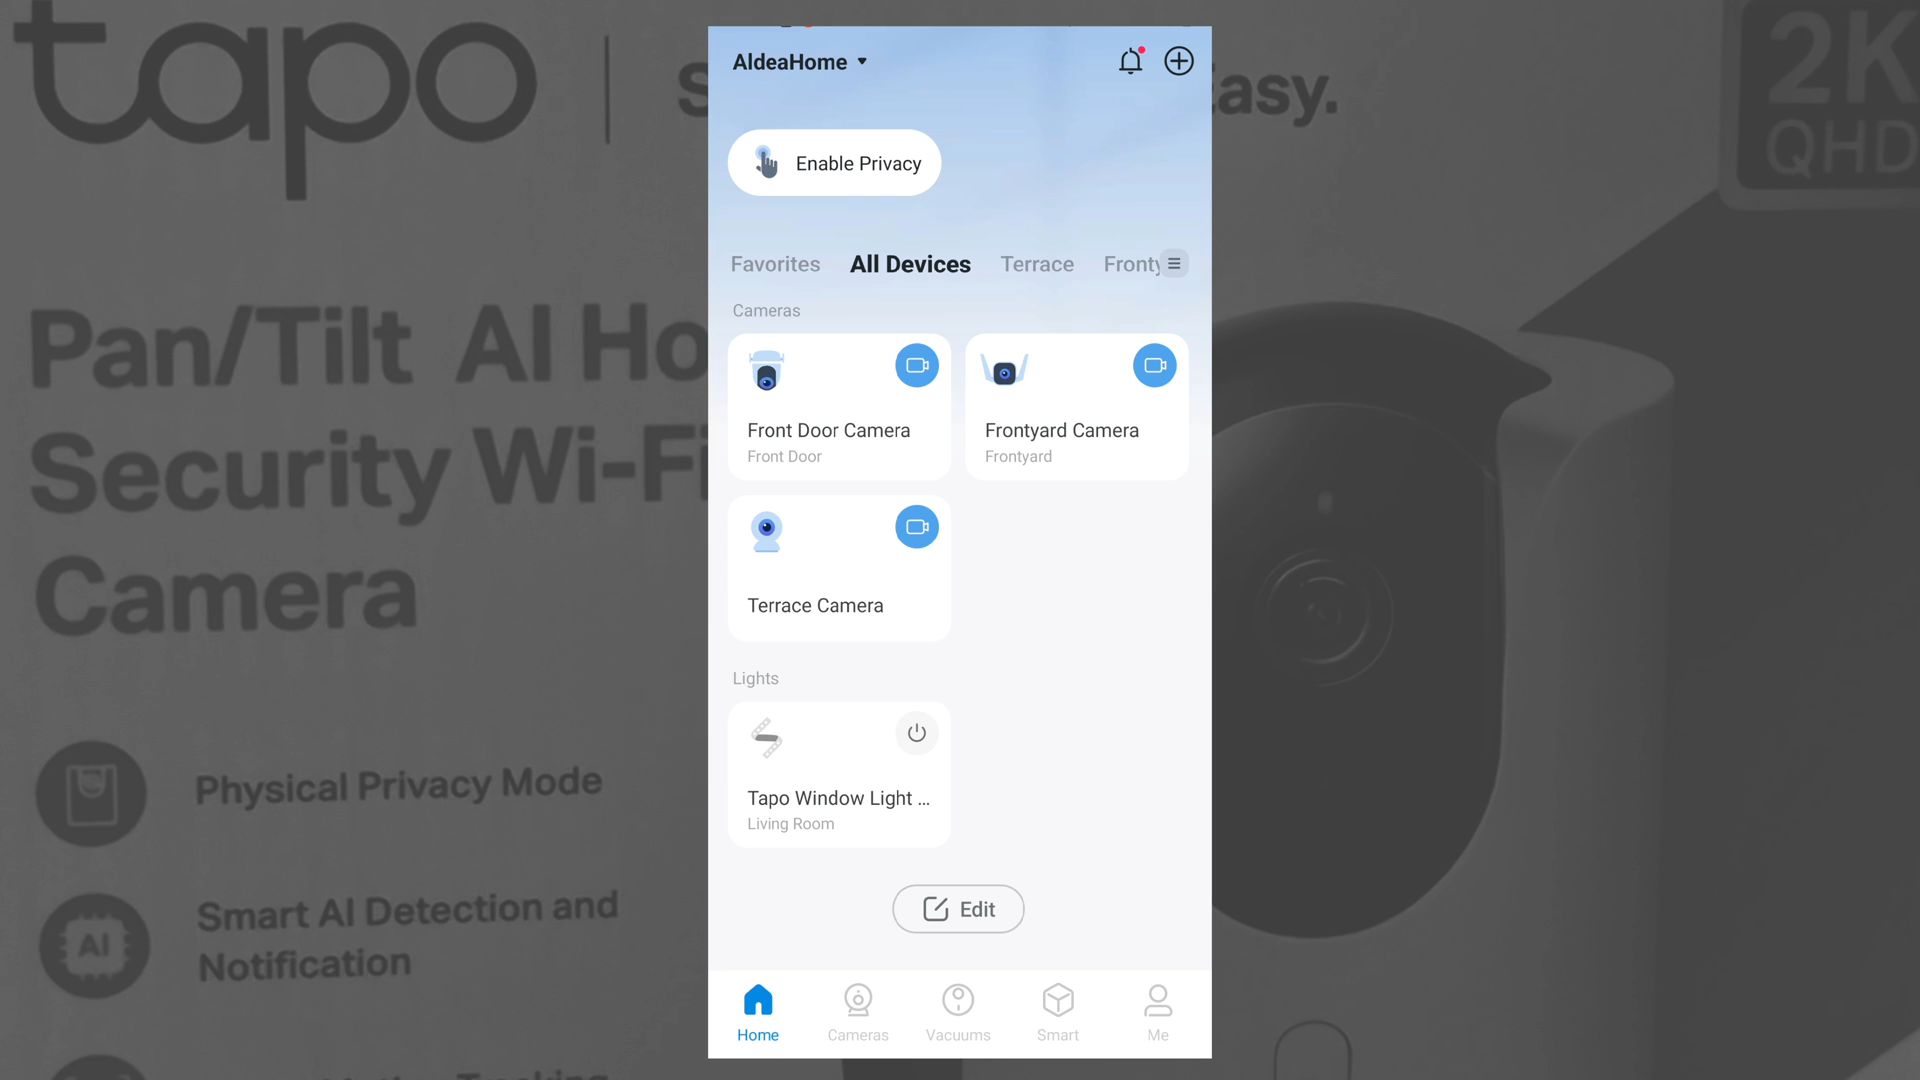 tapo
asy.
2K
QHD
Pan/Tilt AI Ho
Security Wi-Fi
Camera
Physical Privacy Mode
AI
Smart AI Detection and
Notification
AldeaHome
Enable Privacy
Favorites All Devices Terrace Fronty
Cameras
Front Door Camera
Front Door
Frontyard Camera
Frontyard
Terrace Camera
Lights
Tapo Window Light ...
Living Room
Edit
Home Cameras Vacuums Smart Me